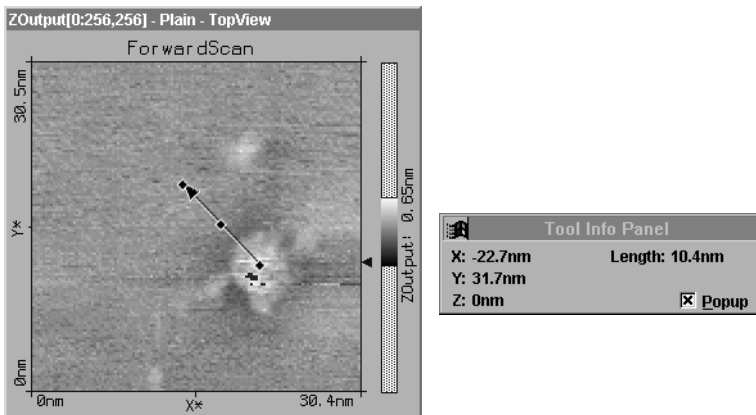 ZOutput[0:256,256] - Plain - TopView
ForwardScan
30.5nm
Y*
0nm
0nm
X*
30.4nm
ZOutput! 0.65nm
Tool Info Panel
X: -22.7nm Length: 10.4nm
Y: 31.7nm
Z: 0nm Popup